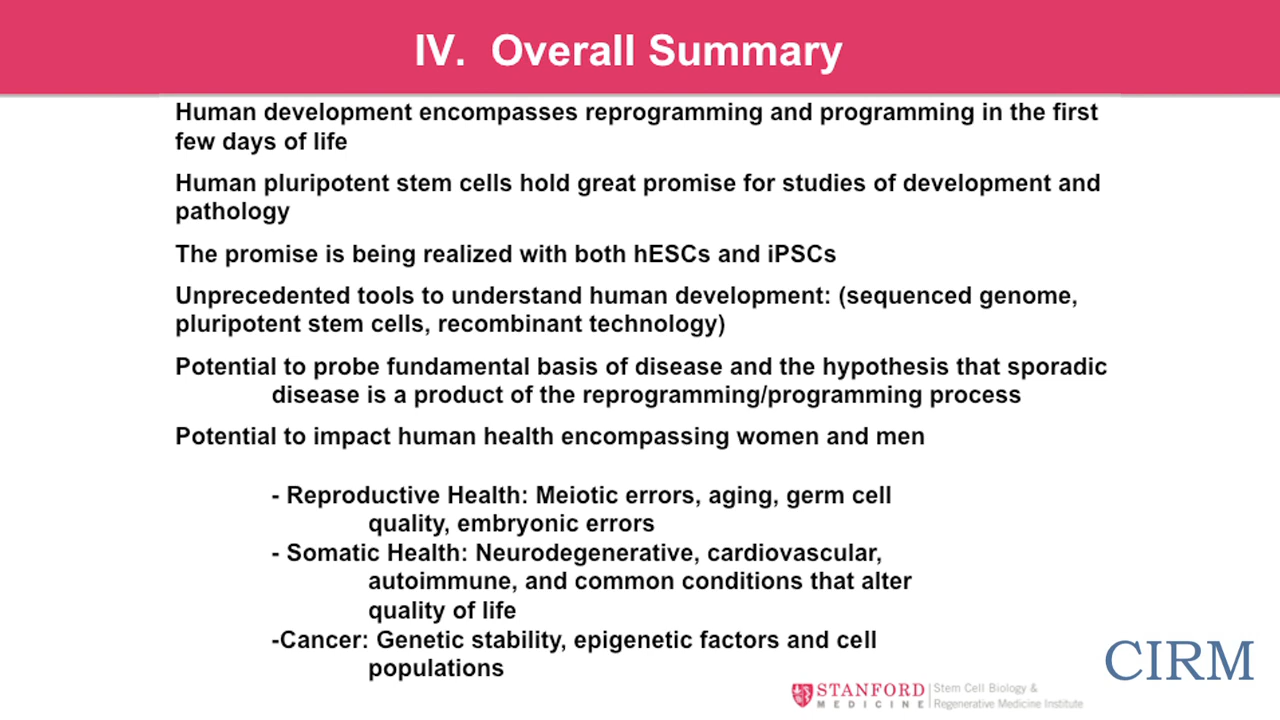 IV. Overall Summary
Human development encompasses reprogramming and programming in the first
few days of life
Human pluripotent stem cells hold great promise for studies of development and
pathology
The promise is being realized with both hESCs and iPSCs
Unprecedented tools to understand human development: (sequenced genome,
pluripotent stem cells, recombinant technology)
Potential to probe fundamental basis of disease and the hypothesis that sporadic
disease is a product of the reprogramming/programming process
Potential to impact human health encompassing women and men
- Reproductive Health: Meiotic errors, aging, germ cell
quality, embryonic errors
- Somatic Health: Neurodegenerative, cardiovascular,
autoimmune, and common conditions that alter
quality of life
-Cancer: Genetic stability, epigenetic factors and cell
populations
CIRM
STANFORD
MEDICINE
Stem Cell Biology &
Regenerative Medicine Institute